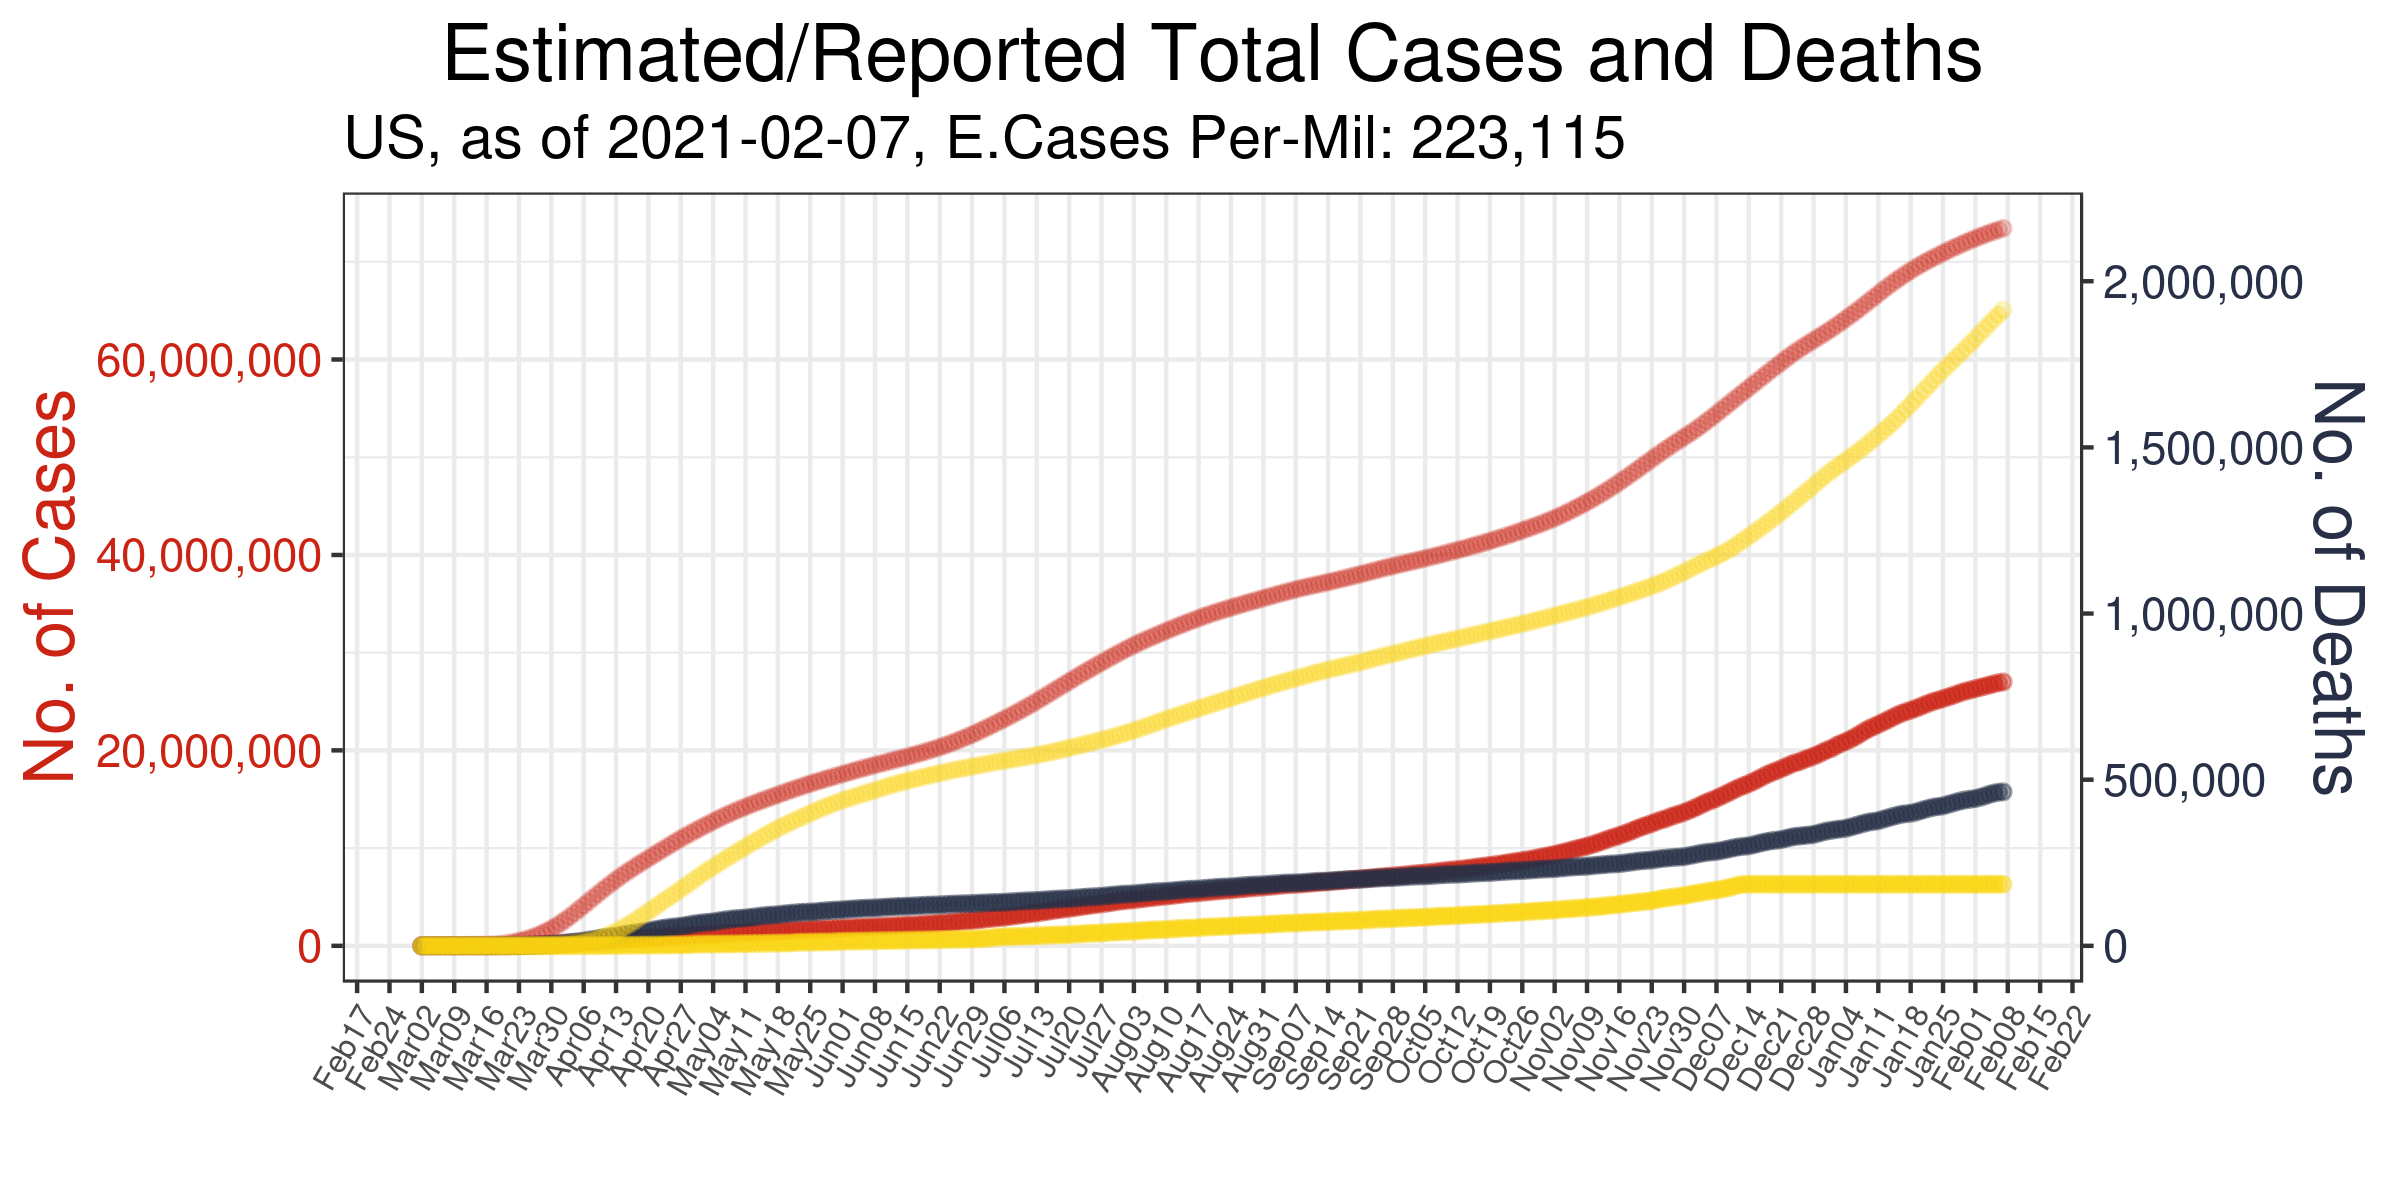 Estimated/Reported Total Cases and Deaths
US, as of 2021-02-07, E.Cases Per-Mil: 223,115
No. of Cases
60,000,000
40,000,000
20,000,000
0
2,000,000
1,500,000
1,000,000
500,000
0
No. of Deaths
Feb17
Feb24
Mar02
Mar09
Mar16
Mar23
Mar30
Apr06
Apr13
Apr20
Apr27
May04
May11
May18
May25
Jun01
Jun08
Jun15
Jun22
Jun29
Jul06
Jul13
Jul20
Jul27
Aug03
Aug10
Aug17
Aug24
Aug31
Sep07
Sep14
Sep21
Sep28
Oct05
Oct12
Oct19
Oct26
Nov02
Nov09
Nov16
Nov23
Nov30
Dec07
Dec14
Dec21
Dec28
Jan04
Jan11
Jan18
Jan25
Feb01
Feb08
Feb15
Feb22